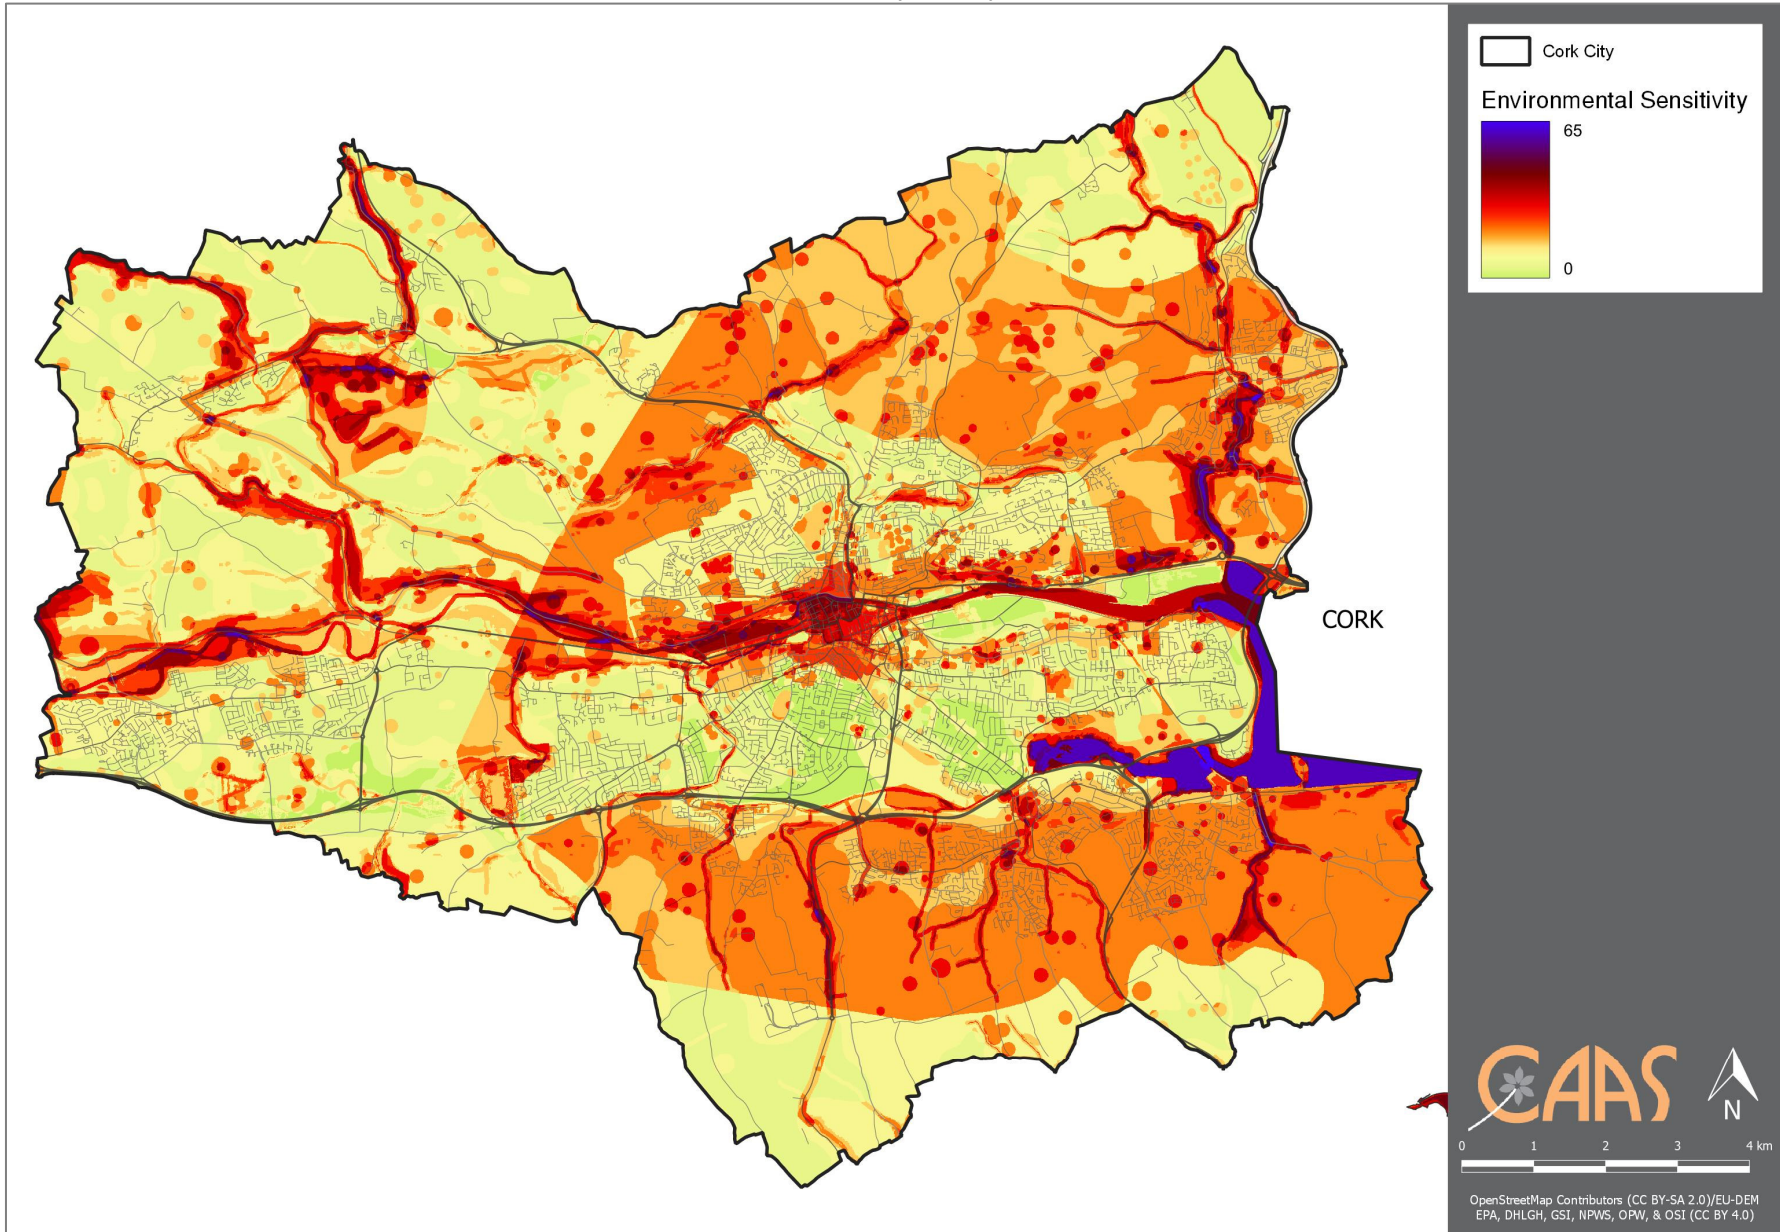 Cork City
Environmental Sensitivity
65
0
CORK
CAAS
N
0 1 2 3 4 km
OpenStreetMap Contributors (CC BY-SA 2.0)/EU-DEM
EPA, DHLGH, GSI, NPWS, OPW, & OSI (CC BY 4.0)